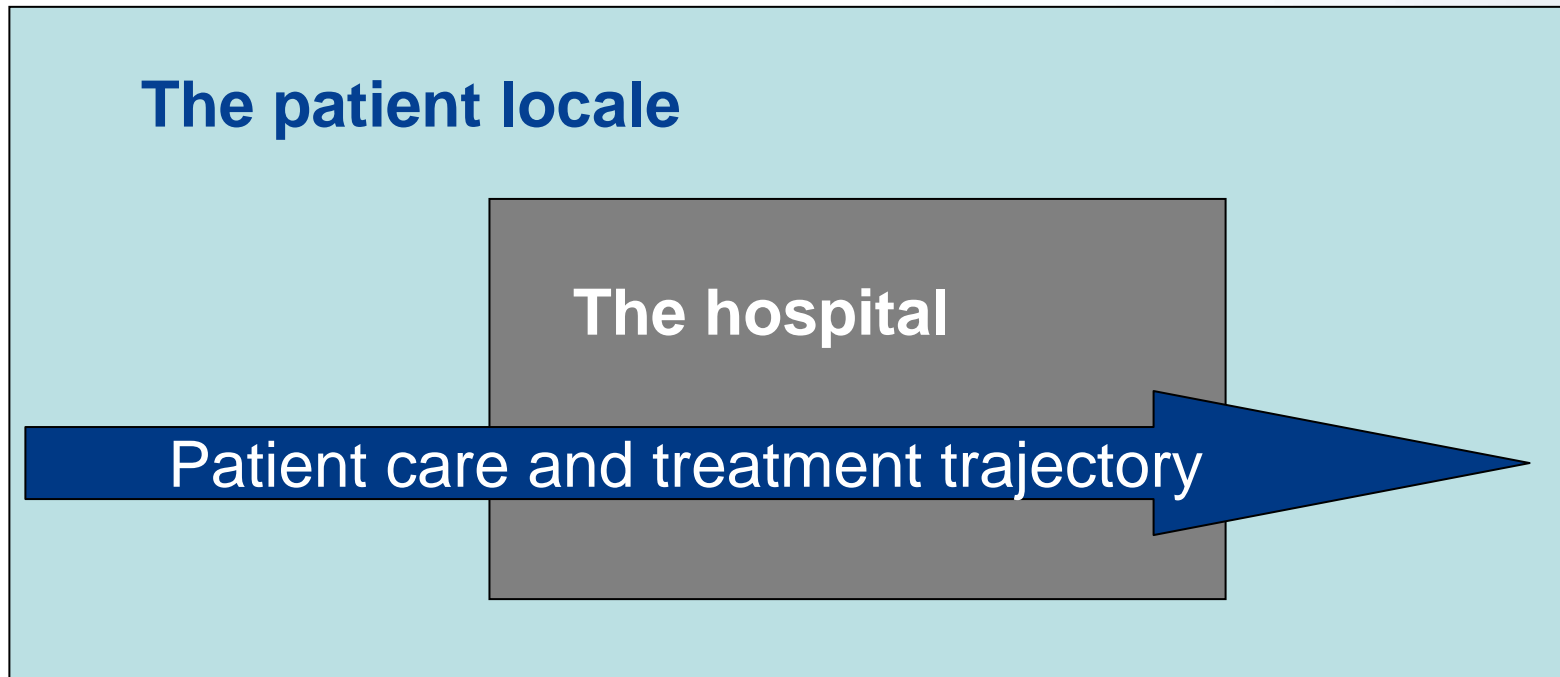 The patient locale
The hospital
Patient care and treatment trajectory